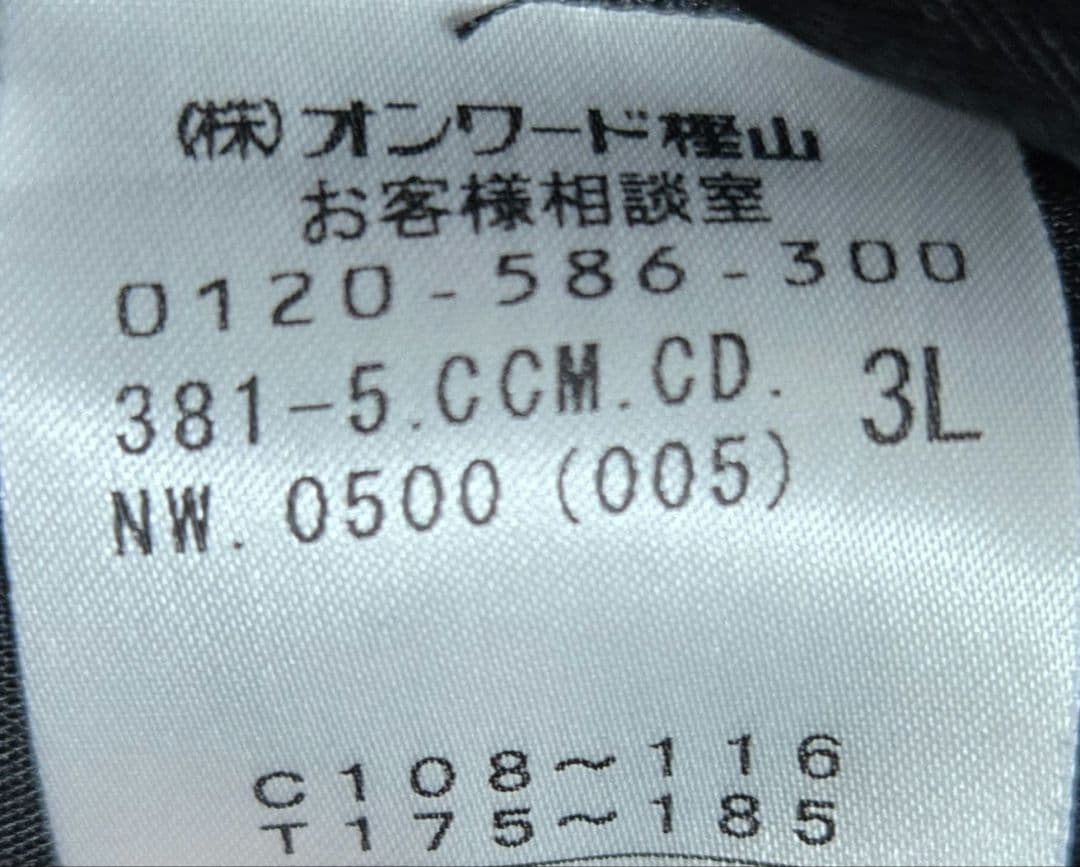 (株)オンワード樫山
お客様相談室
0120-586-300
381-5.CCM.CD. 3L
NW. 0500 (005)
C108~116
T175~185